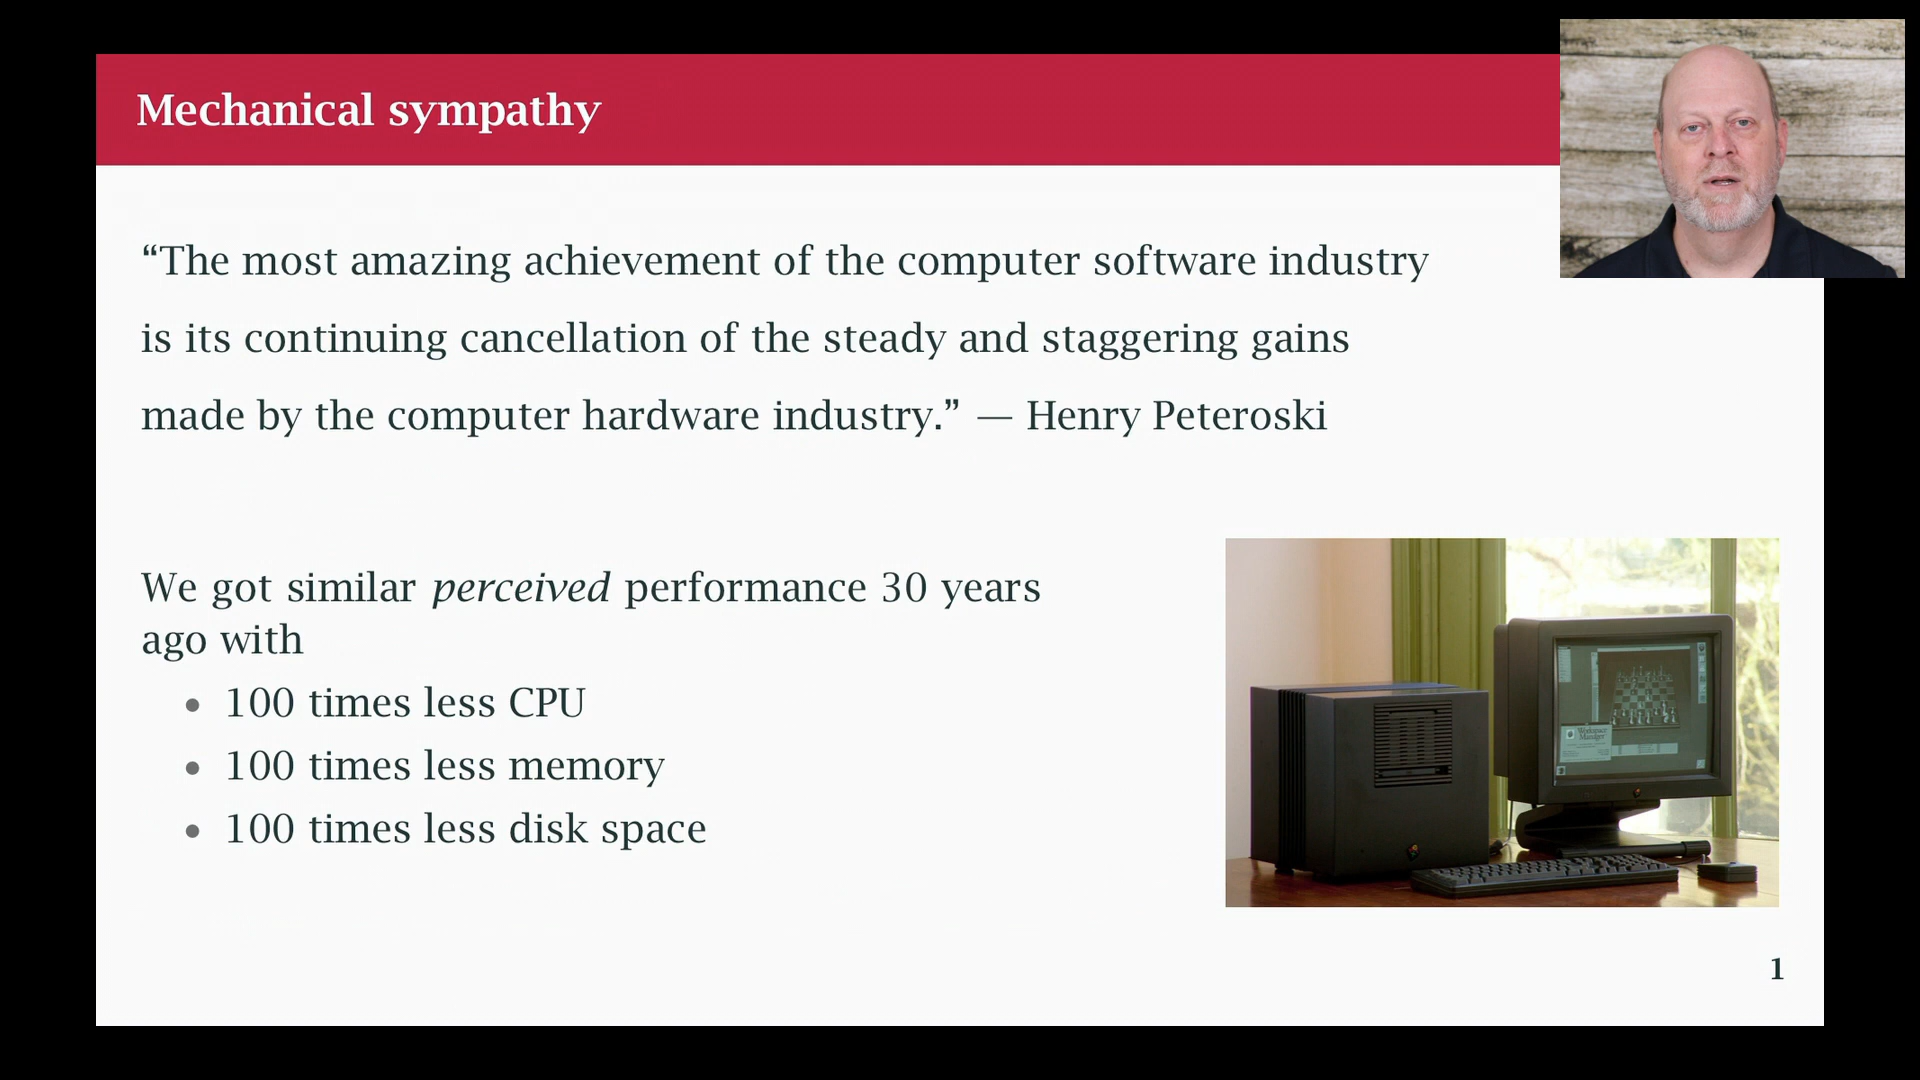 Mechanical sympathy
“The most amazing achievement of the computer software industry
is its continuing cancellation of the steady and staggering gains
made by the computer hardware industry.” — Henry Peteroski
We got similar perceived performance 30 years
ago with
• 100 times less CPU
• 100 times less memory
• 100 times less disk space
Workspace
Manager
1